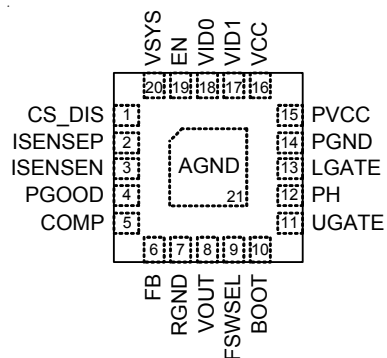 VSYS
EN
VID0
VID1
VCC
20 19 18 17 16
CS_DIS 1
ISENSEP 2
ISENSEN 3
PGOOD 4
COMP 5
AGND
21
15 PVCC
14 PGND
13 LGATE
12 PH
11 UGATE
6 7 8 9 10
FB
RGND
VOUT
FSWSEL
BOOT